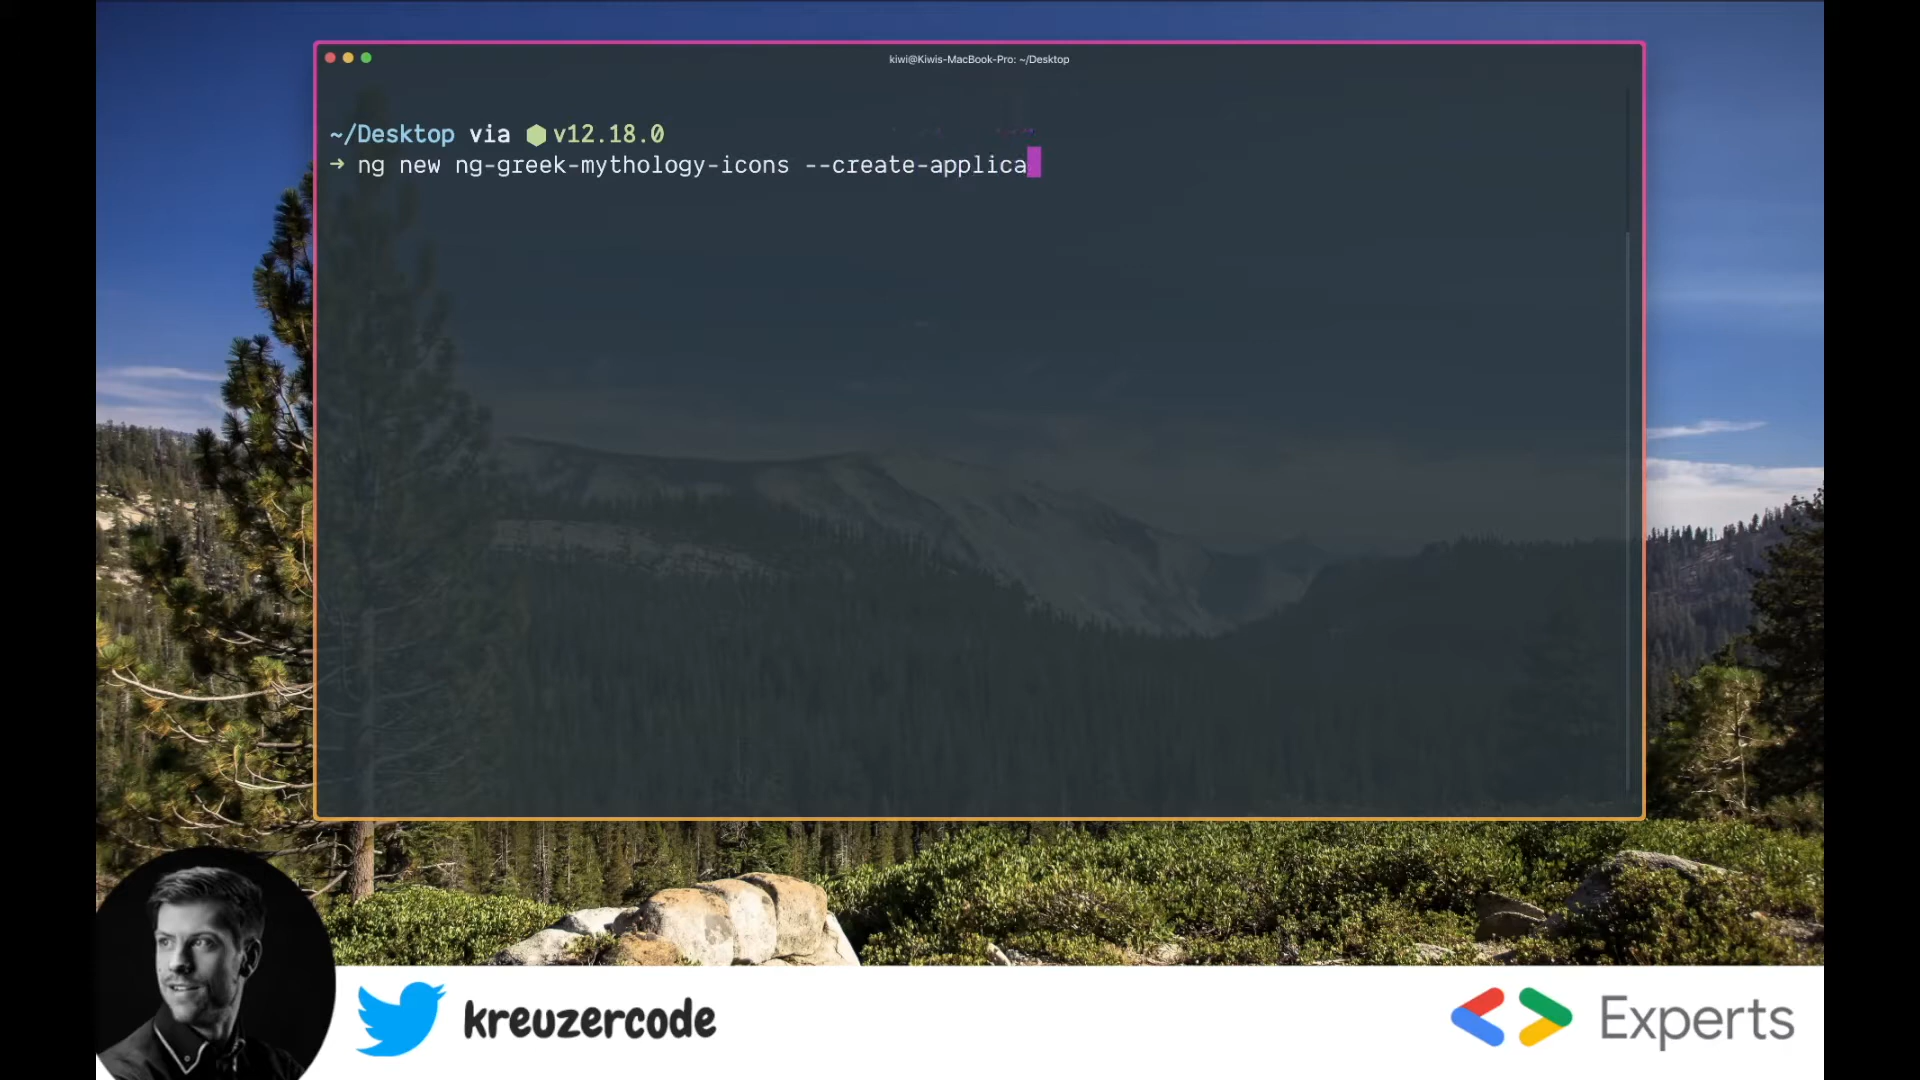 kiwi@Kiwis-MacBook-Pro: ~/Desktop
~/Desktop via v12.18.0
→ ng new ng-greek-mythology-icons --create-applica
kreuzercode
Experts